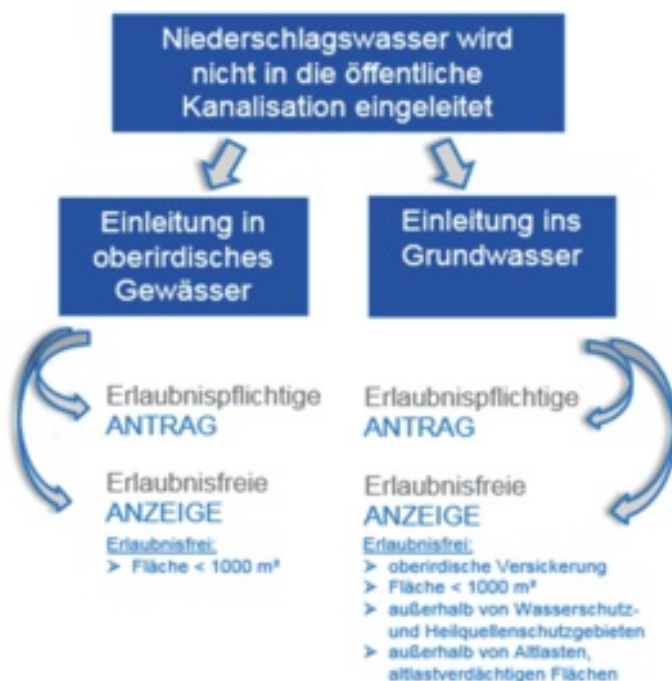 Niederschlagswasser wird
nicht in die öffentliche
Kanalisation eingeleitet
Einleitung in
oberirdisches
Gewässer
Erlaubnispflichtige
ANTRAG
Erlaubnisfreie
ANZEIGE
Erlaubnisfrei:
➢ Fläche < 1000 m²
Einleitung ins
Grundwasser
Erlaubnispflichtige
ANTRAG
Erlaubnisfreie
ANZEIGE
Erlaubnisfrei:
➢ oberirdische Versickerung
➢ Fläche < 1000 m²
➢ außerhalb von Wasserschutz-
und Heilquellenschutzgebieten
➢ außerhalb von Altlasten,
altlastverdächtigen Flächen